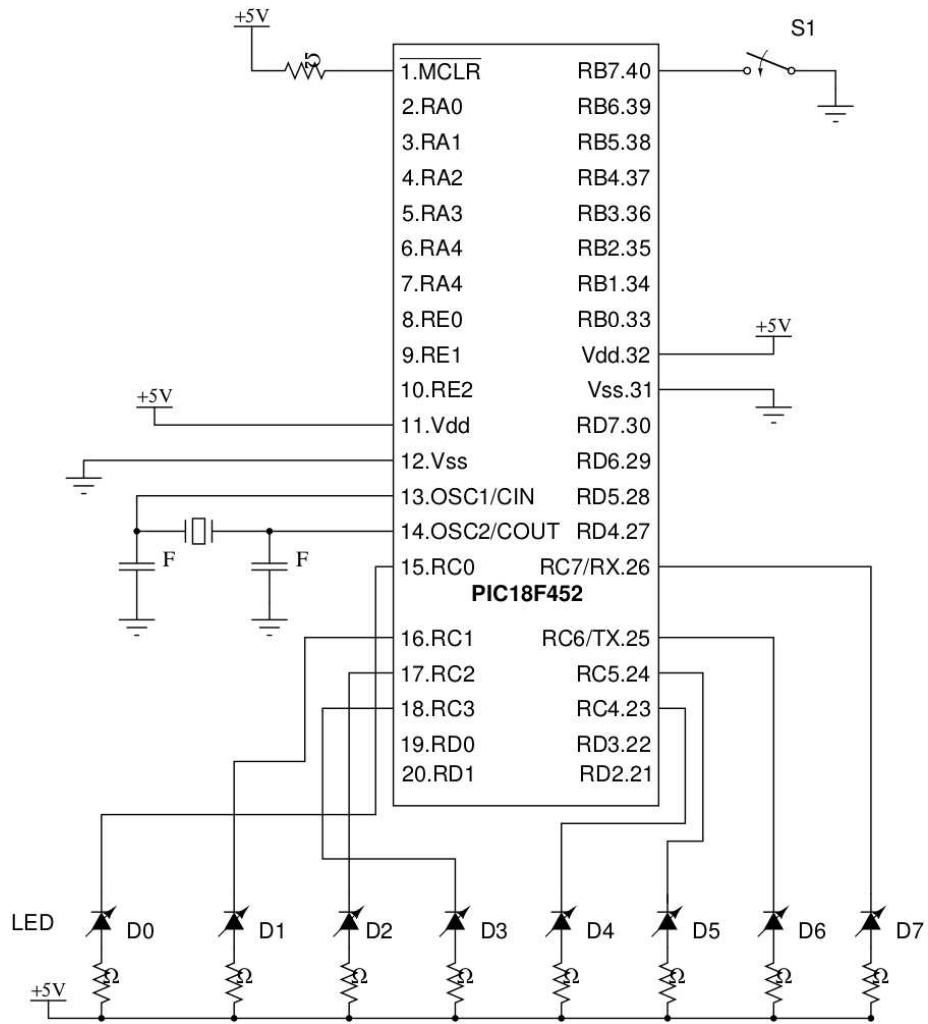 +5V
S1
Ω
1.MCLR
RB7.40
2.RA0
RB6.39
3.RA1
RB5.38
4.RA2
RB4.37
5.RA3
RB3.36
6.RA4
RB2.35
7.RA4
RB1.34
8.RE0
RB0.33
+5V
9.RE1
Vdd.32
10.RE2
Vss.31
+5V
11.Vdd
RD7.30
12.Vss
RD6.29
13.OSC1/CIN
RD5.28
14.OSC2/COUT
RD4.27
F
F
15.RC0
RC7/RX.26
PIC18F452
16.RC1
RC6/TX.25
17.RC2
RC5.24
18.RC3
RC4.23
19.RD0
RD3.22
20.RD1
RD2.21
LED
D0
D1
D2
D3
D4
D5
D6
D7
Ω
Ω
Ω
Ω
Ω
Ω
Ω
Ω
+5V